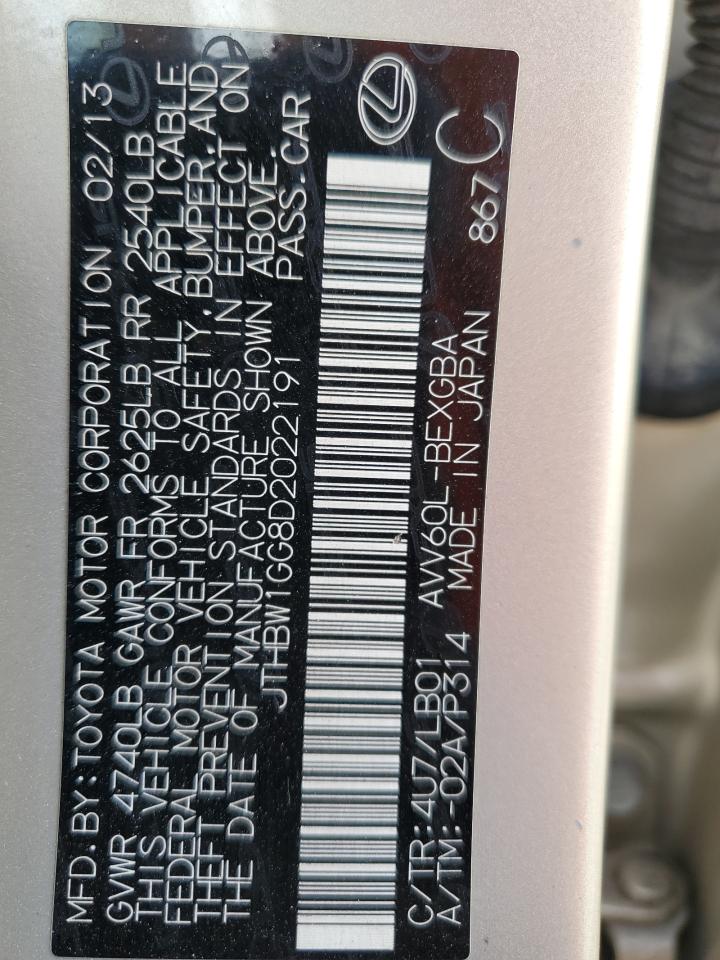 MFD.BY:TOYOTA MOTOR CORPORATION 02/13
GVWR 4740LB GAWR FR 2625LB RR 2540LB
THIS VEHICLE CONFORMS TO ALL APPLICABLE
FEDERAL MOTOR VEHICLE SAFETY,BUMPER,AND
THEFT PREVENTION STANDARDS IN EFFECT ON
THE DATE OF MANUFACTURE SHOWN ABOVE.
JTHBW1GG8D2022191 PASS.CAR
C/TR:4U7/LB01 AVV60L-BEXGBA 867 C
A/TM:-02A/P314 MADE IN JAPAN